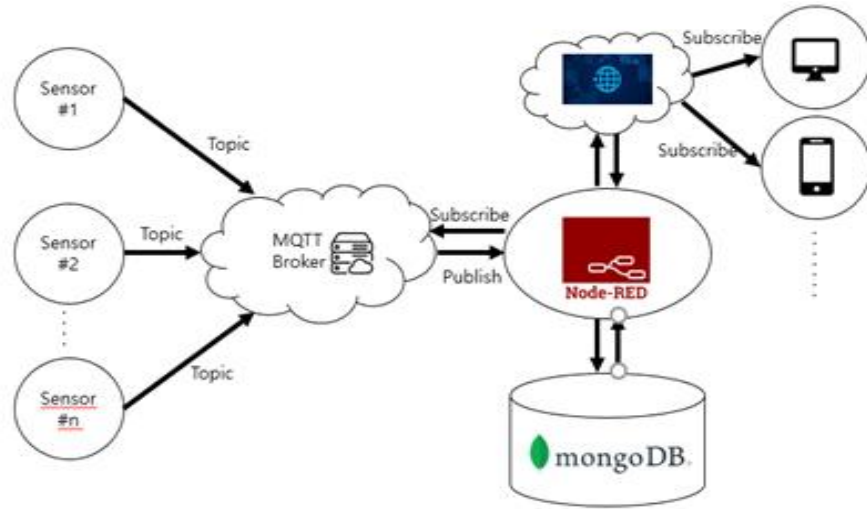 Sensor
#1
Topic
Sensor
#2
Topic
Sensor
#n
Topic
MQTT
Broker
Subscribe
Publish
Node-RED
Subscribe
Subscribe
mongoDB